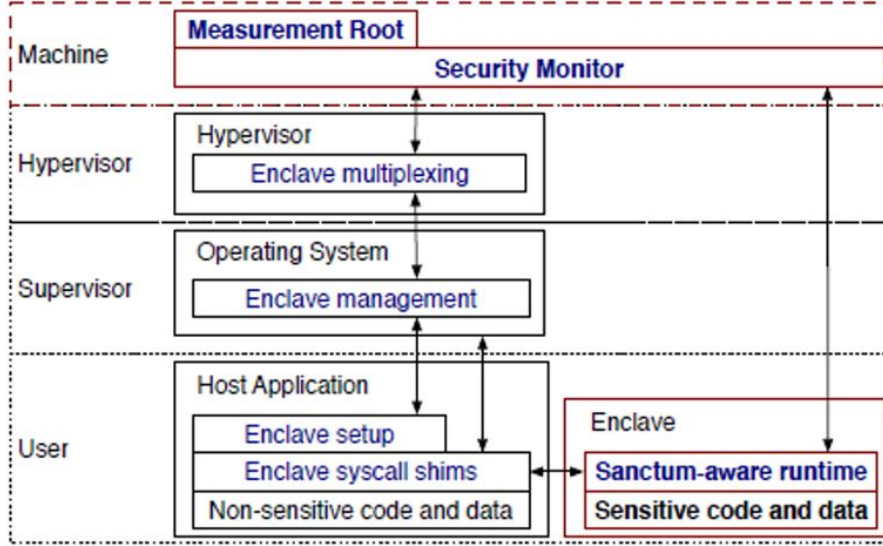 Machine
Measurement Root
Security Monitor
Hypervisor
Hypervisor
Enclave multiplexing
Supervisor
Operating System
Enclave management
User
Host Application
Enclave setup
Enclave syscall shims
Non-sensitive code and data
Enclave
Sanctum-aware runtime
Sensitive code and data